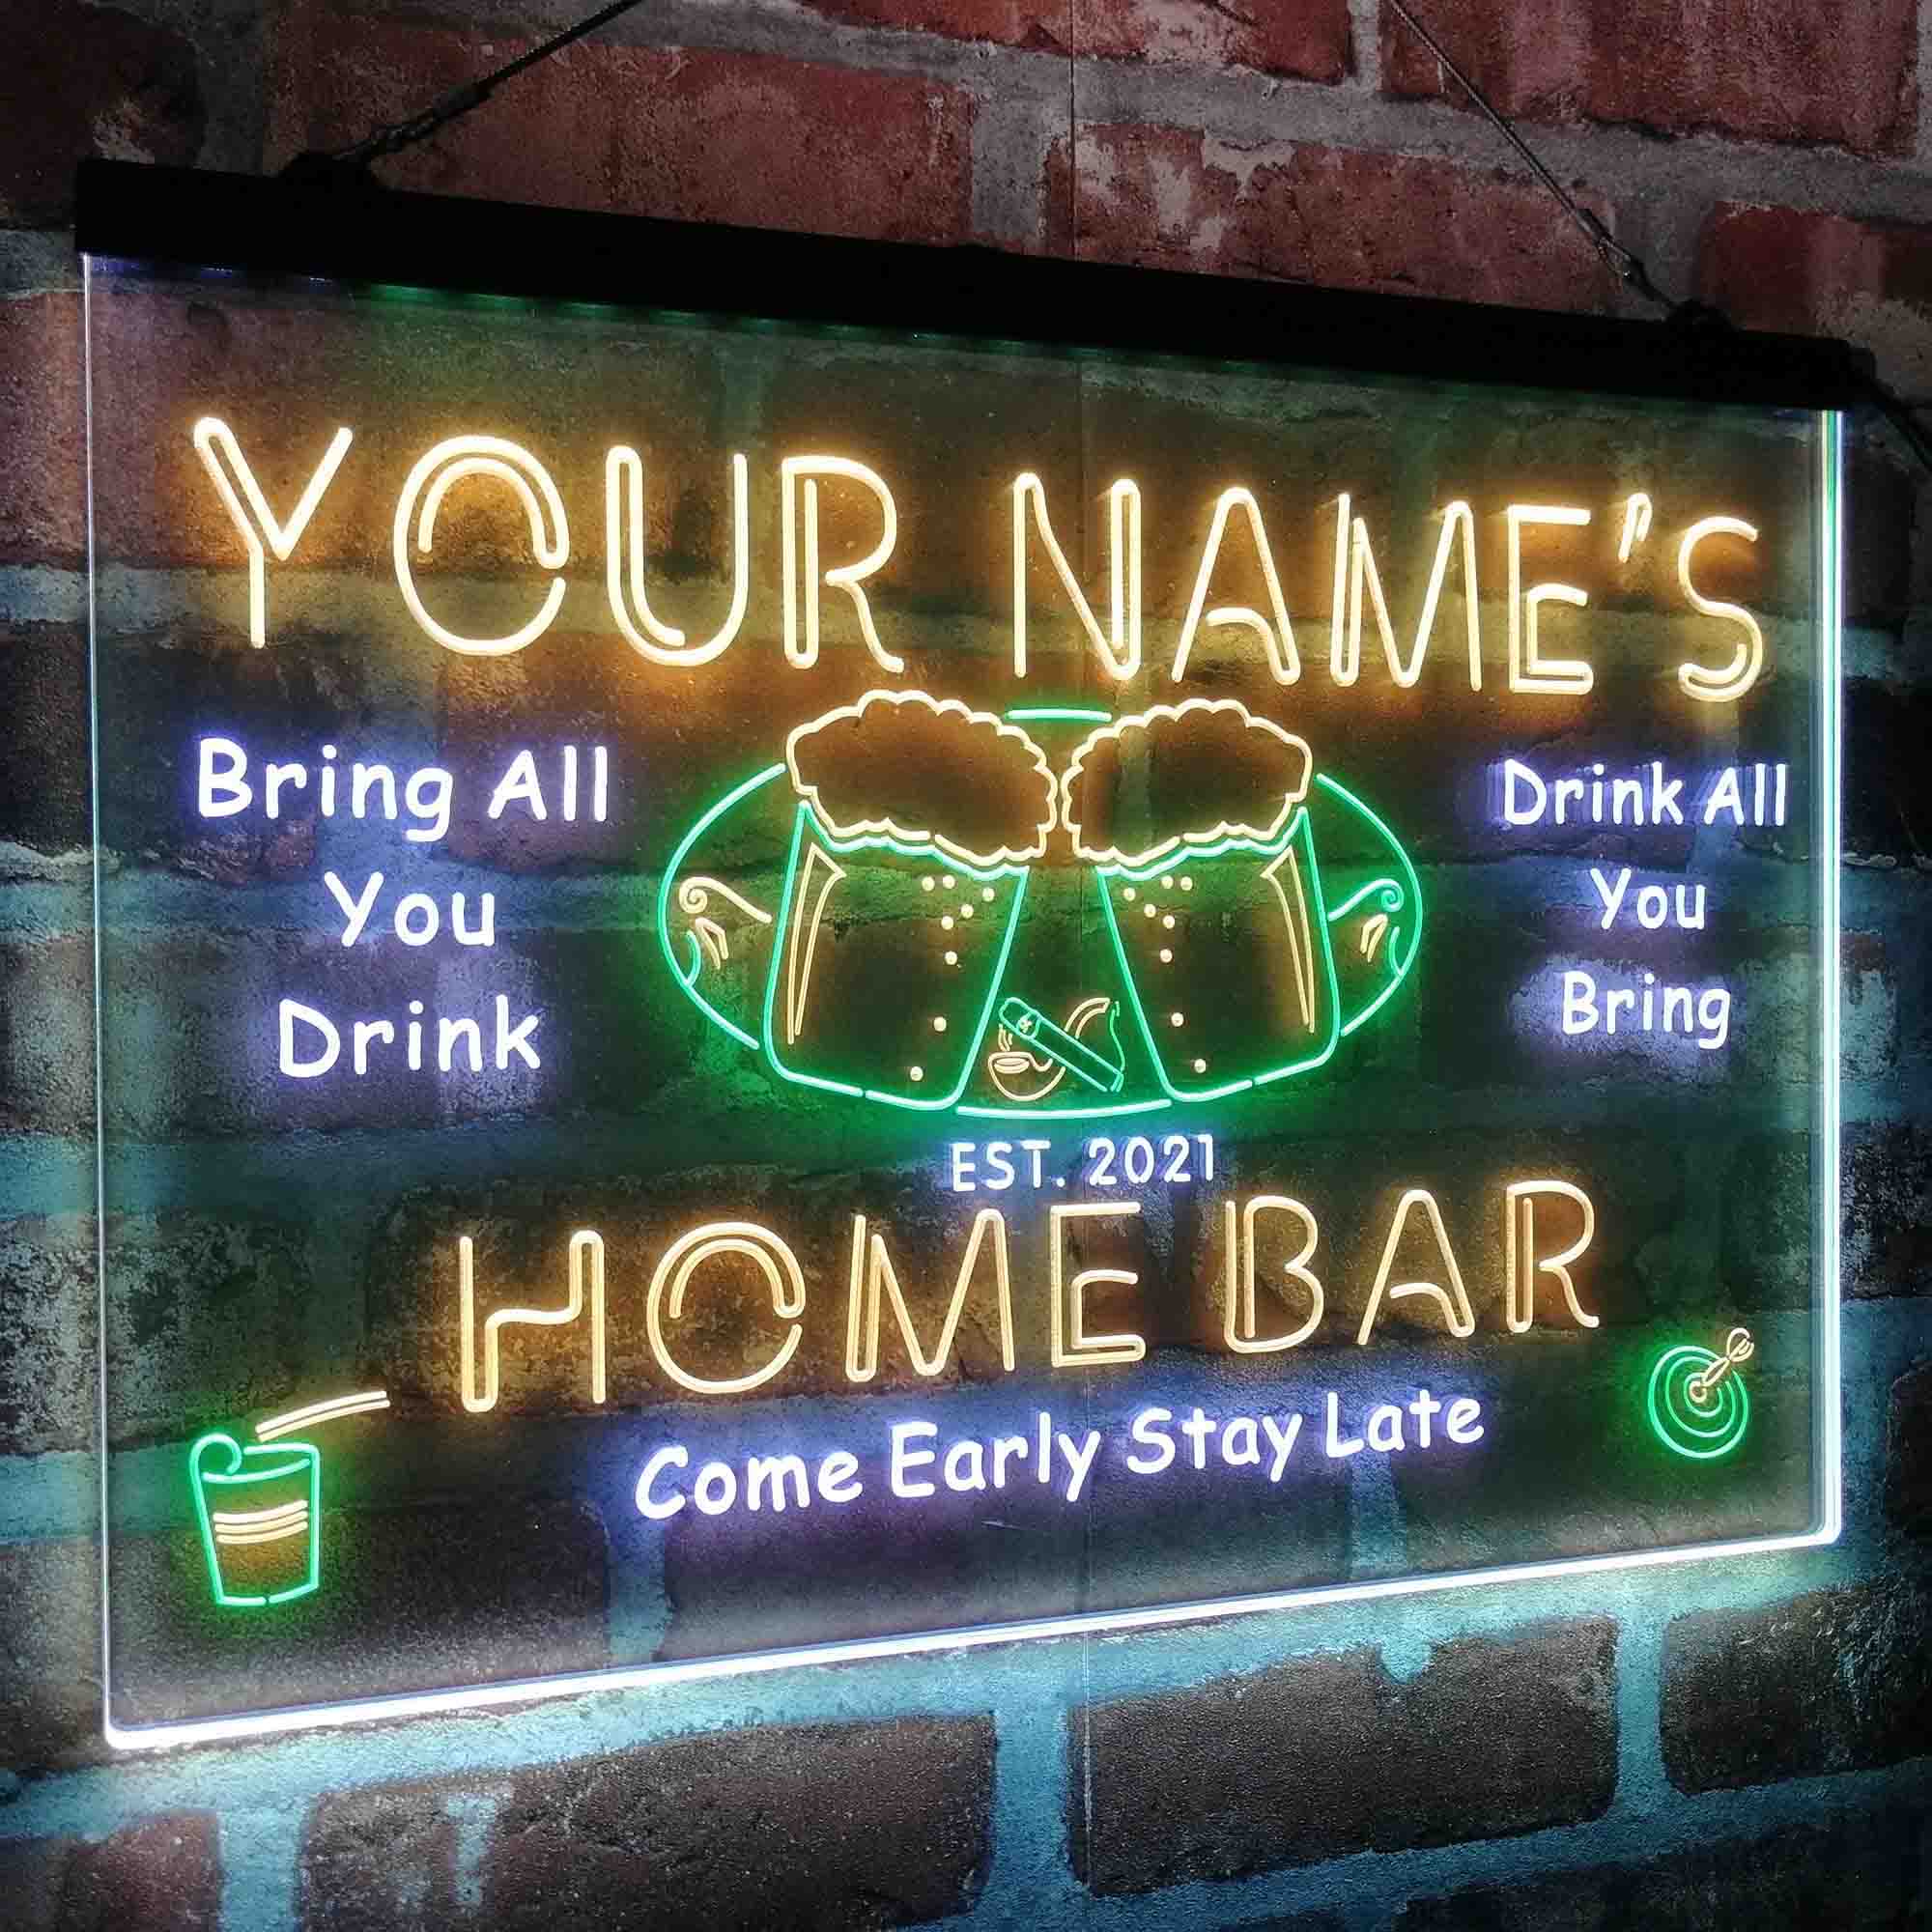 YOUR NAME'S
Bring All
You
Drink
Drink All
You
Bring
EST. 2021
HOME BAR
Come Early Stay Late